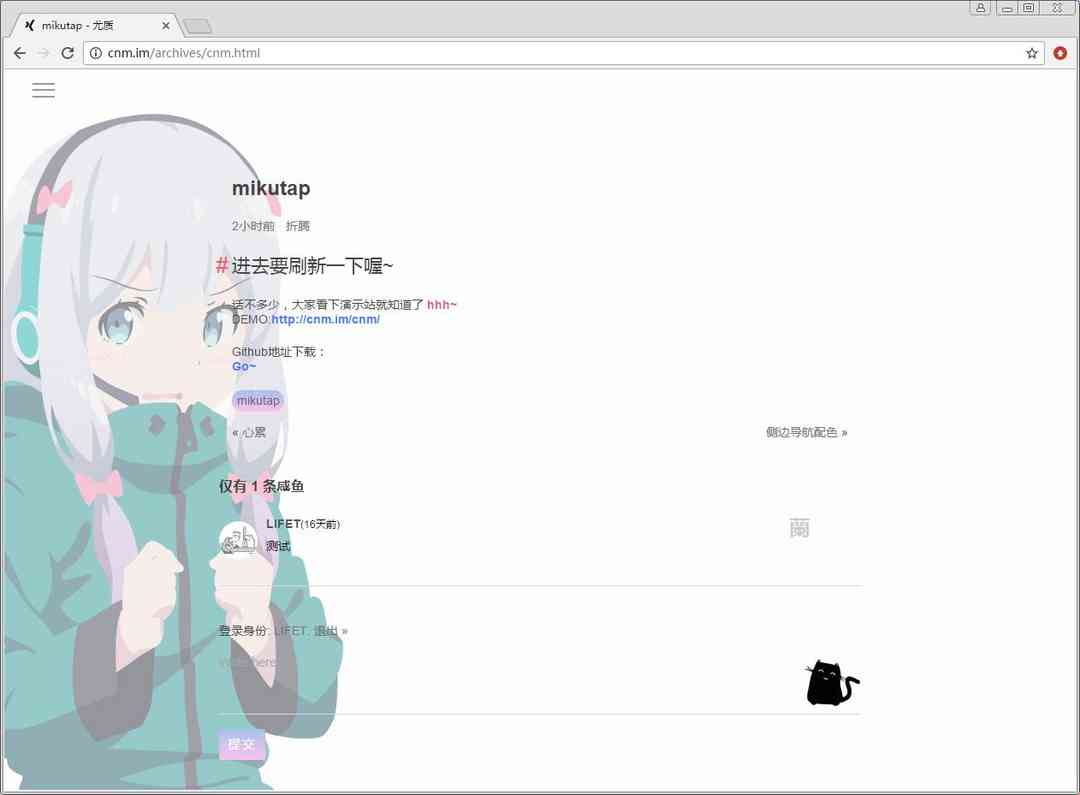 mikutap - 尤质
cnm.im/archives/cnm.html
mikutap
2小时前 折腾
#进去要刷新一下喔~
话不多少，大家看下演示站就知道了 hhh~
DEMO:http://cnm.im/cnm/
Github地址下载：
Go~
mikutap
« 心累
侧边导航配色 »
仅有 1 条咸鱼
LIFET(16天前)
测试
登录身份: LIFET. 退出 »
here
提交